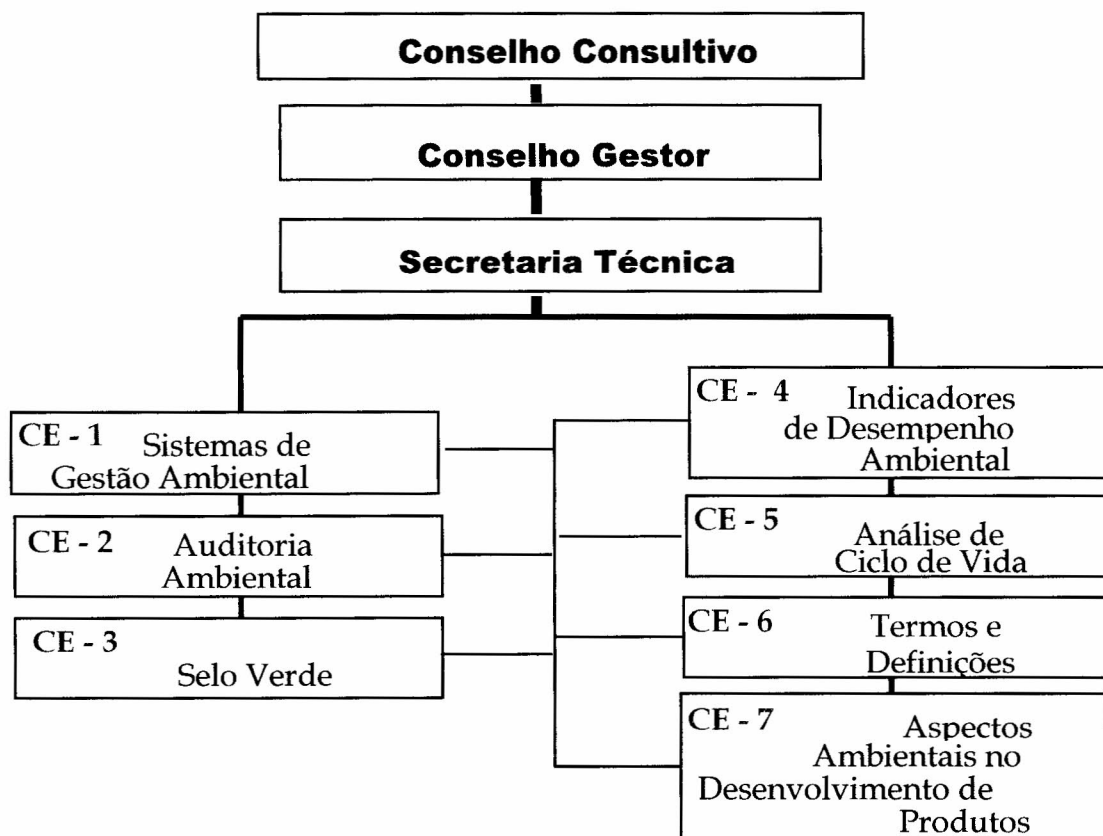 Conselho Consultivo
Conselho Gestor
Secretaria Técnica
CE - 1
Sistemas de
Gestão Ambiental
CE - 2
Auditoria
Ambiental
CE - 3
Selo Verde
CE - 4
Indicadores
de Desempenho
Ambiental
CE - 5
Análise de
Ciclo de Vida
CE - 6
Termos e
Definições
CE - 7
Aspectos
Ambientais no
Desenvolvimento de
Produtos